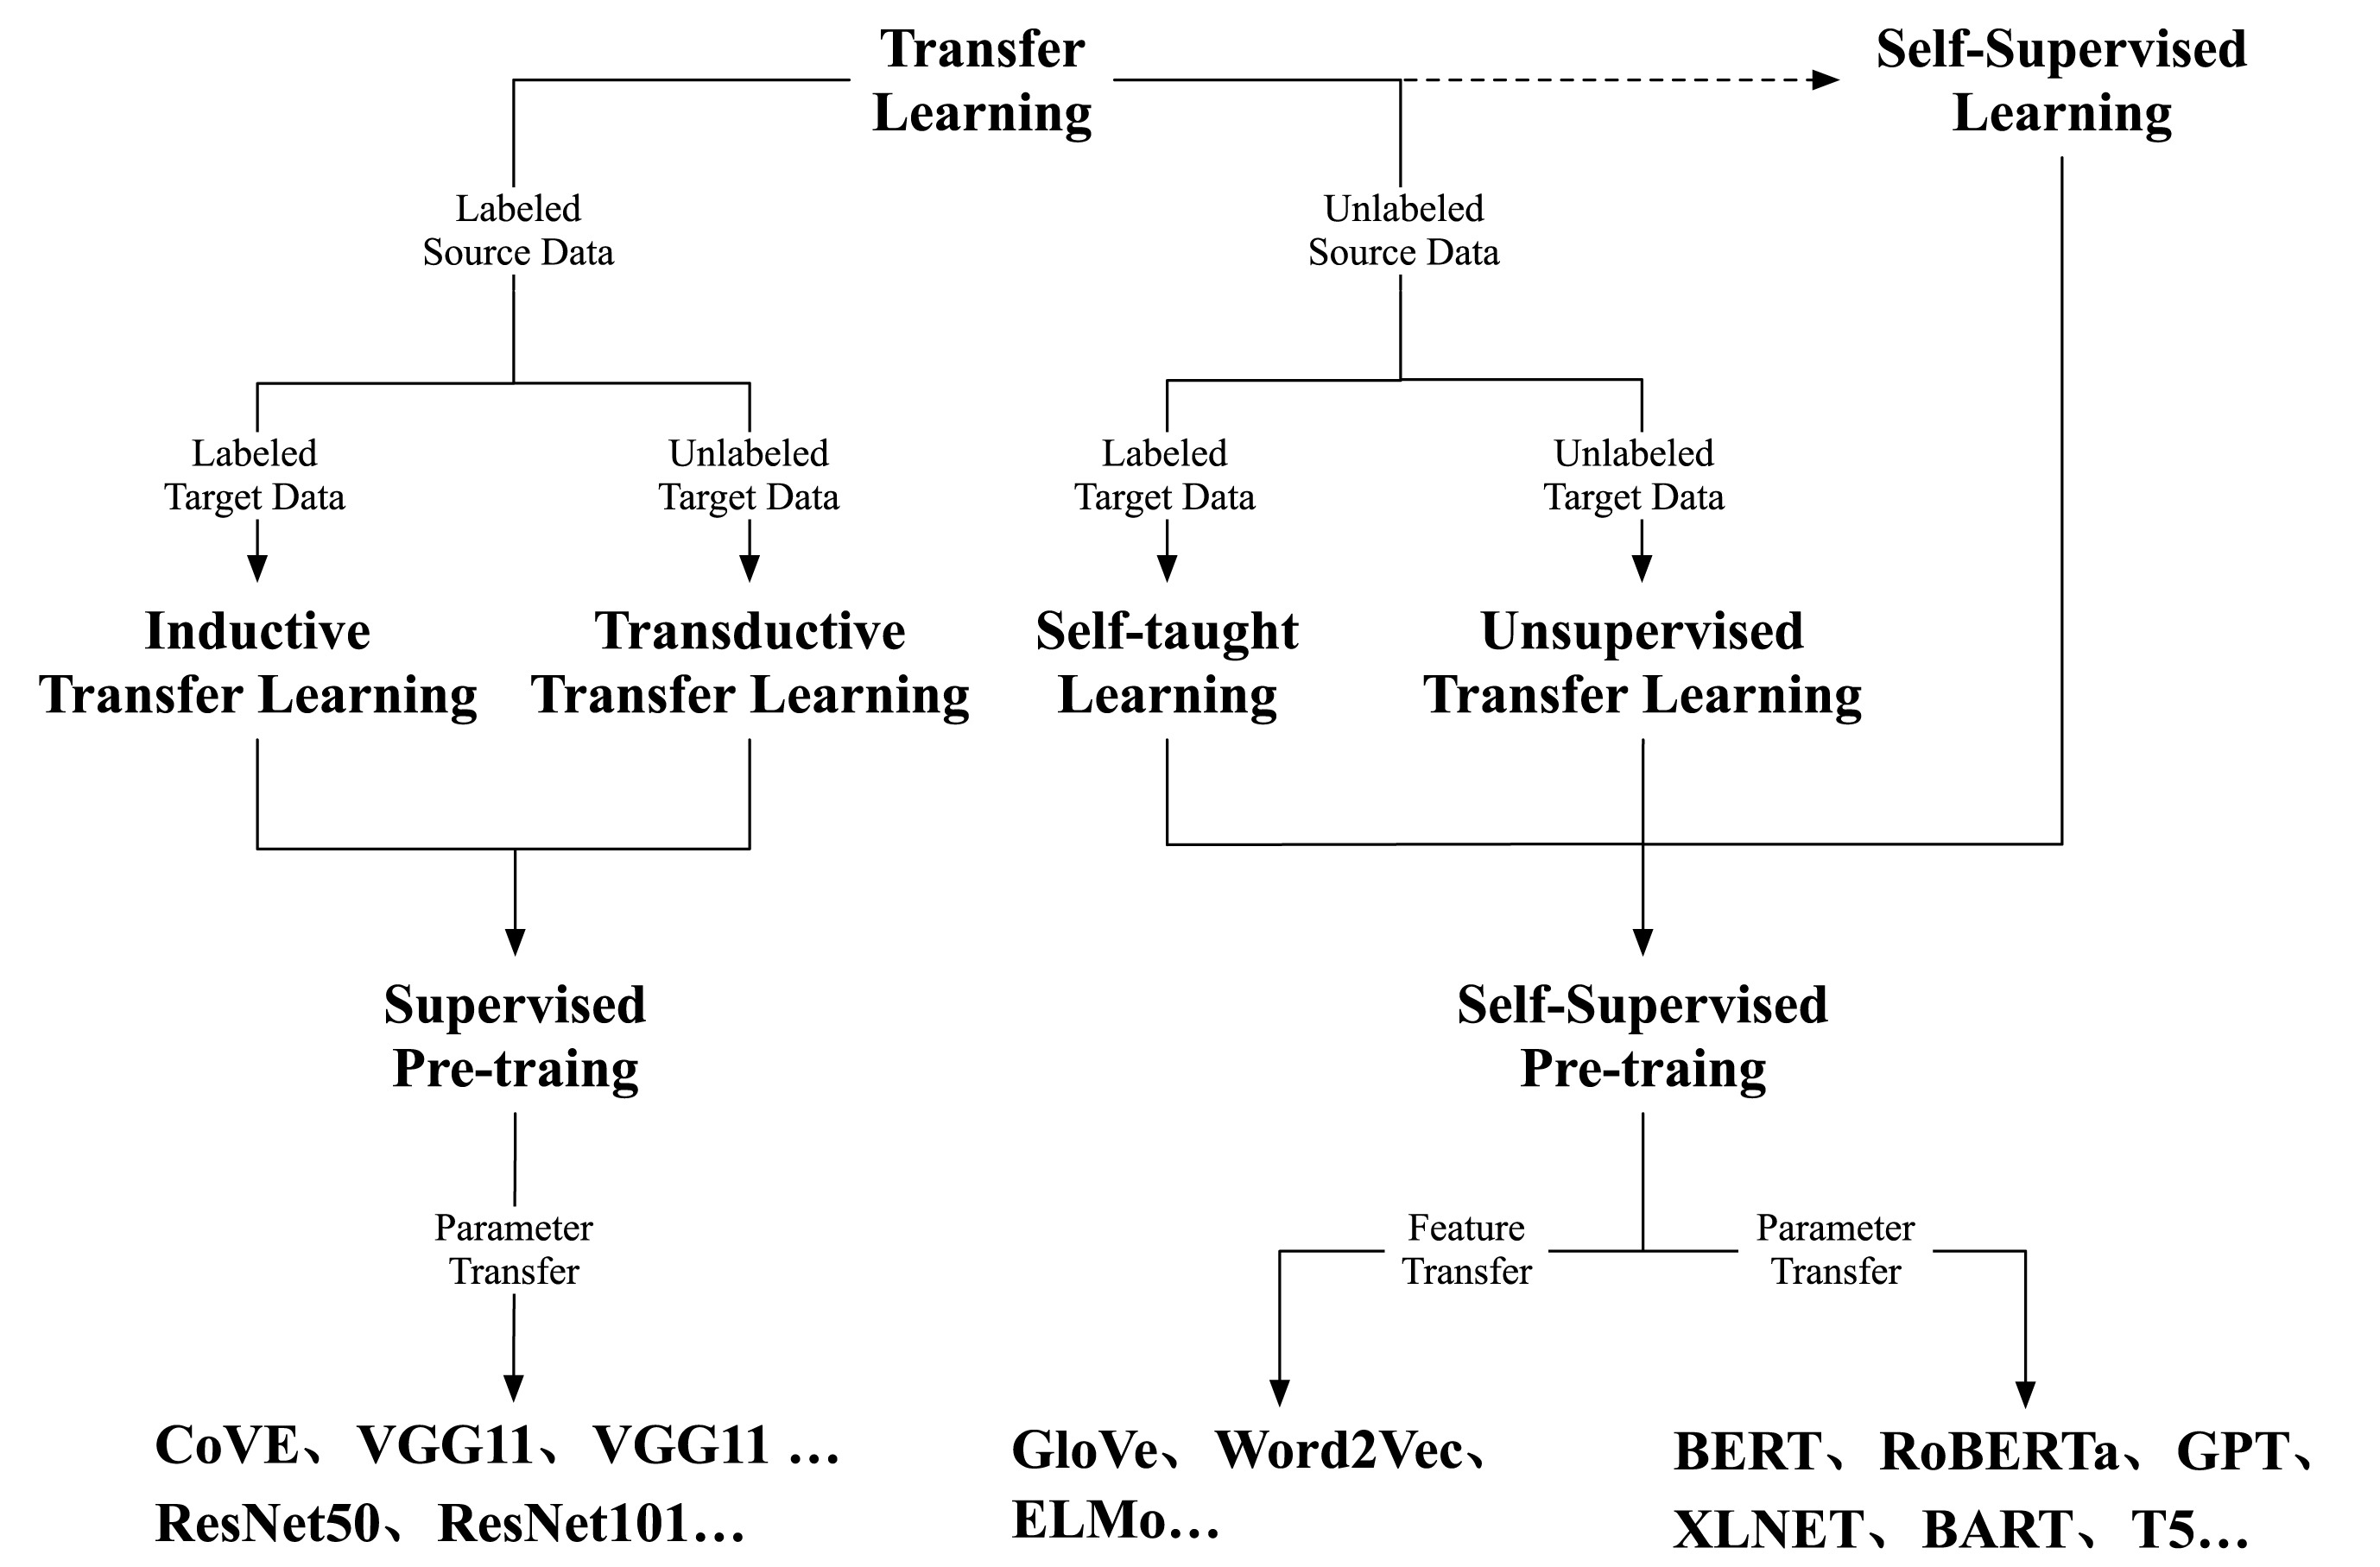 Transfer
Learning
Self-Supervised
Learning
Labeled
Source Data
Unlabeled
Source Data
Labeled
Target Data
Unlabeled
Target Data
Labeled
Target Data
Unlabeled
Target Data
Inductive
Transfer Learning
Transductive
Transfer Learning
Self-taught
Learning
Unsupervised
Transfer Learning
Supervised
Pre-traing
Self-Supervised
Pre-traing
Parameter
Transfer
Feature
Transfer
Parameter
Transfer
CoVE、VGG11、VGG11 …
ResNet50、ResNet101…
GloVe、Word2Vec、
ELMo…
BERT、RoBERTa、GPT、
XLNET、BART、T5…